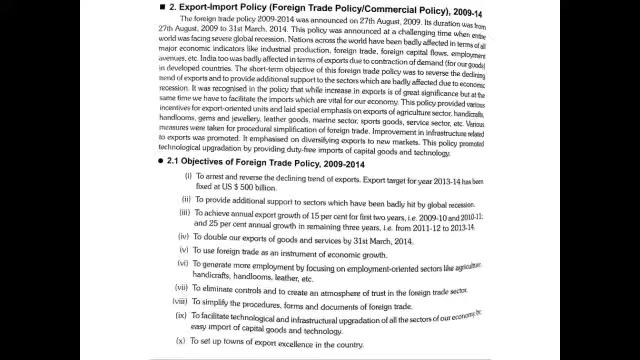 ■ 2. Export-Import Policy (Foreign Trade Policy/Commercial Policy), 2009-14
The foreign trade policy 2009-2014 was announced on 27th August, 2009. Its duration was from
27th August, 2009 to 31st March, 2014. This policy was announced at a challenging time when entire
world was facing severe global recession. Nations across the world have been badly affected in terms of all
major economic indicators like industrial production, foreign trade, foreign capital flows, employment
avenues, etc. India too was badly affected in terms of exports due to contraction of demand (for our goods)
in developed countries. The short-term objective of this foreign trade policy was to reverse the declining
trend of exports and to provide additional support to the sectors which are badly affected due to economic
recession. It was recognised in the policy that while increase in exports is of great significance but at the
same time we have to facilitate the imports which are vital for our economy. This policy provided various
incentives for export-oriented units and laid special emphasis on exports of agriculture sector, handicrafts,
handlooms, gems and jewellery, leather goods, marine sector, sports goods, service sector, etc. Various
measures were taken for procedural simplification of foreign trade. Improvement in infrastructure related
to exports was promoted. It emphasised on diversifying exports to new markets. This policy promoted
technological upgradation by providing duty-free imports of capital goods and technology.
● 2.1 Objectives of Foreign Trade Policy, 2009-2014
(i) To arrest and reverse the declining trend of exports. Export target for year 2013-14 has been
fixed at US $ 500 billion.
(ii) To provide additional support to sectors which have been badly hit by global recession.
(iii) To achieve annual export growth of 15 per cent for first two years, i.e. 2009-10 and 2010-11;
and 25 per cent annual growth in remaining three years, i.e. from 2011-12 to 2013-14.
(iv) To double our exports of goods and services by 31st March, 2014.
(v) To use foreign trade as an instrument of economic growth.
(vi) To generate more employment by focusing on employment-oriented sectors like agriculture,
handicrafts, handlooms, leather, etc.
(vii) To eliminate controls and to create an atmosphere of trust in the foreign trade sector.
(viii) To simplify the procedures, forms and documents of foreign trade.
(ix) To facilitate technological and infrastructural upgradation of all the sectors of our economy by
easy import of capital goods and technology.
(x) To set up towns of export excellence in the country.